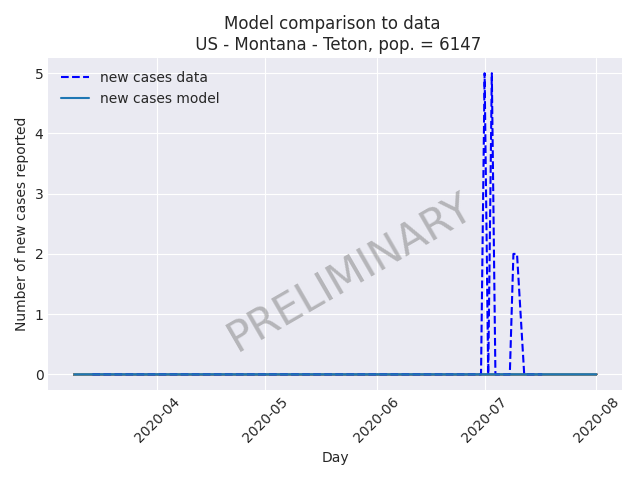 Model comparison to data
US - Montana - Teton, pop. = 6147
new cases data
new cases model
Number of new cases reported
5
4
3
2
1
0
PRELIMINARY
2020-04
2020-05
2020-06
2020-07
2020-08
Day